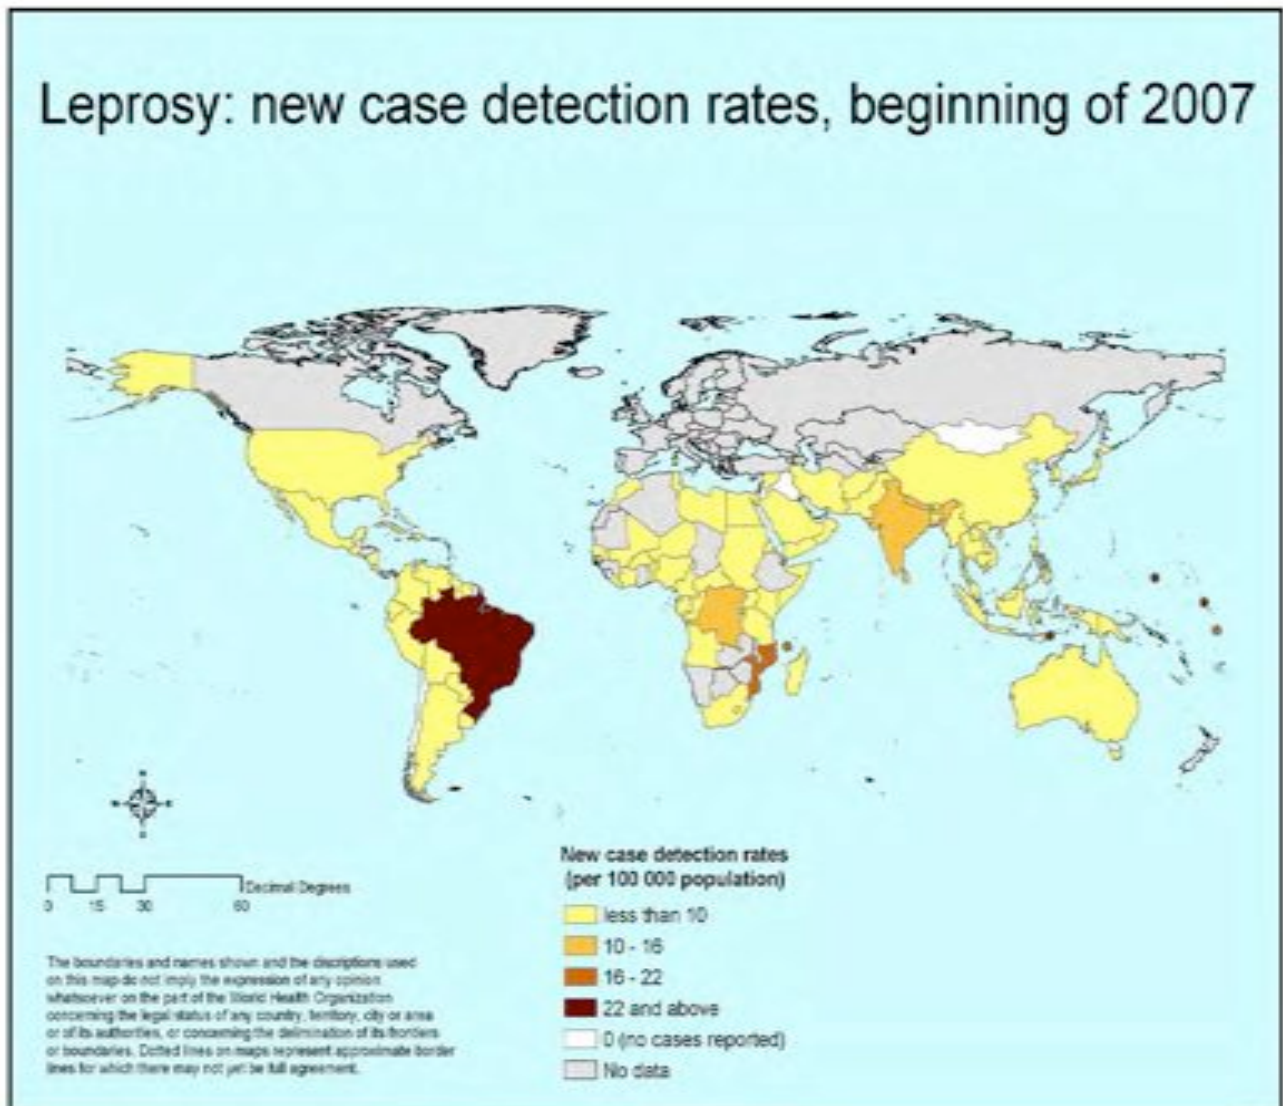 Leprosy: new case detection rates, beginning of 2007
N
W
E
S
Decimal Degrees
0 15 30 60
New case detection rates
(per 100 000 population)
less than 10
10 - 16
16 - 22
22 and above
0 (no cases reported)
No data
The boundaries and names shown and the discriptions used
on this map do not imply the expression of any opinion
whatsoever on the part of the World Health Organization
concerning the legal status of any country, territory, city or area
or of its authorities, or concerning the delimination of its frontiers
or boundaries. Dotted lines on maps represent approximate border
lines for which there may not yet be full agreement.